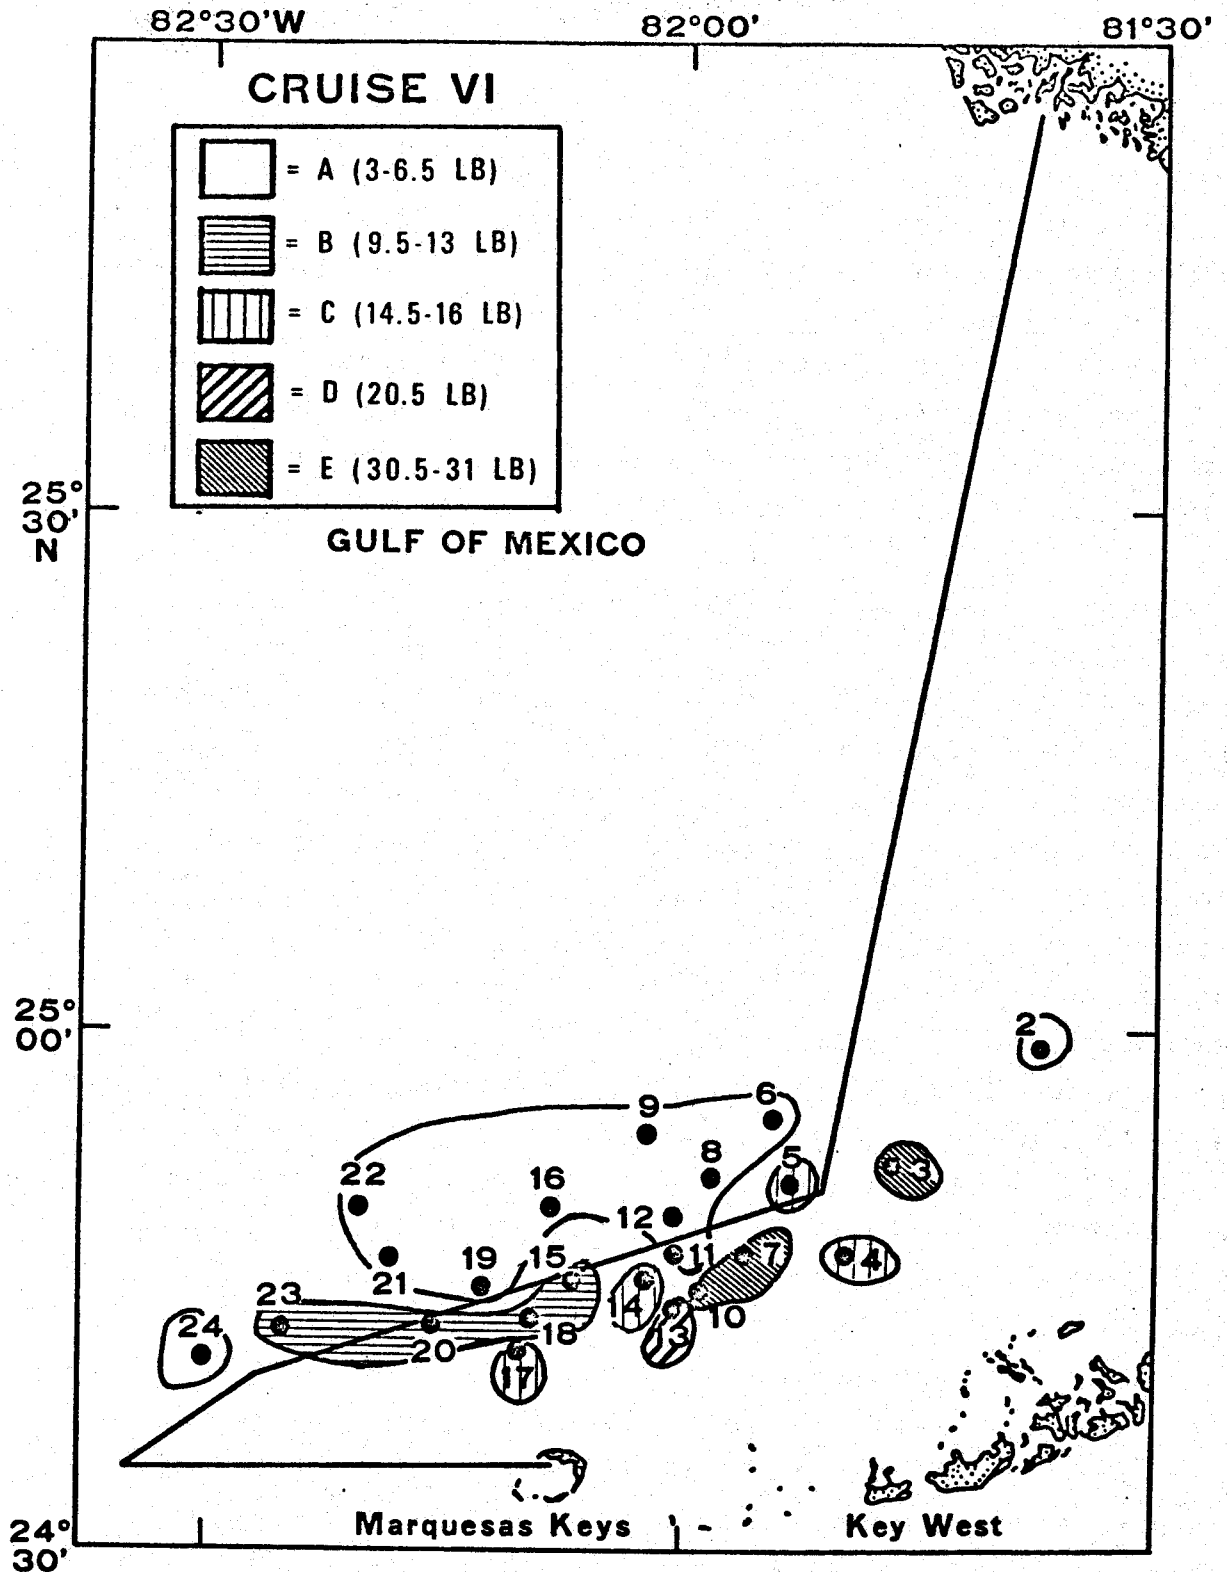 82°30'W 82°00' 81°30'
CRUISE VI
= A (3-6.5 LB)
= B (9.5-13 LB)
= C (14.5-16 LB)
= D (20.5 LB)
= E (30.5-31 LB)
25°
30'
N
GULF OF MEXICO
25°
00'
2
6
9
8
5
3
22
16
12
11
7
4
19
15
21
14
10
23
18
13
24
20
17
Marquesas Keys
Key West
24°
30'